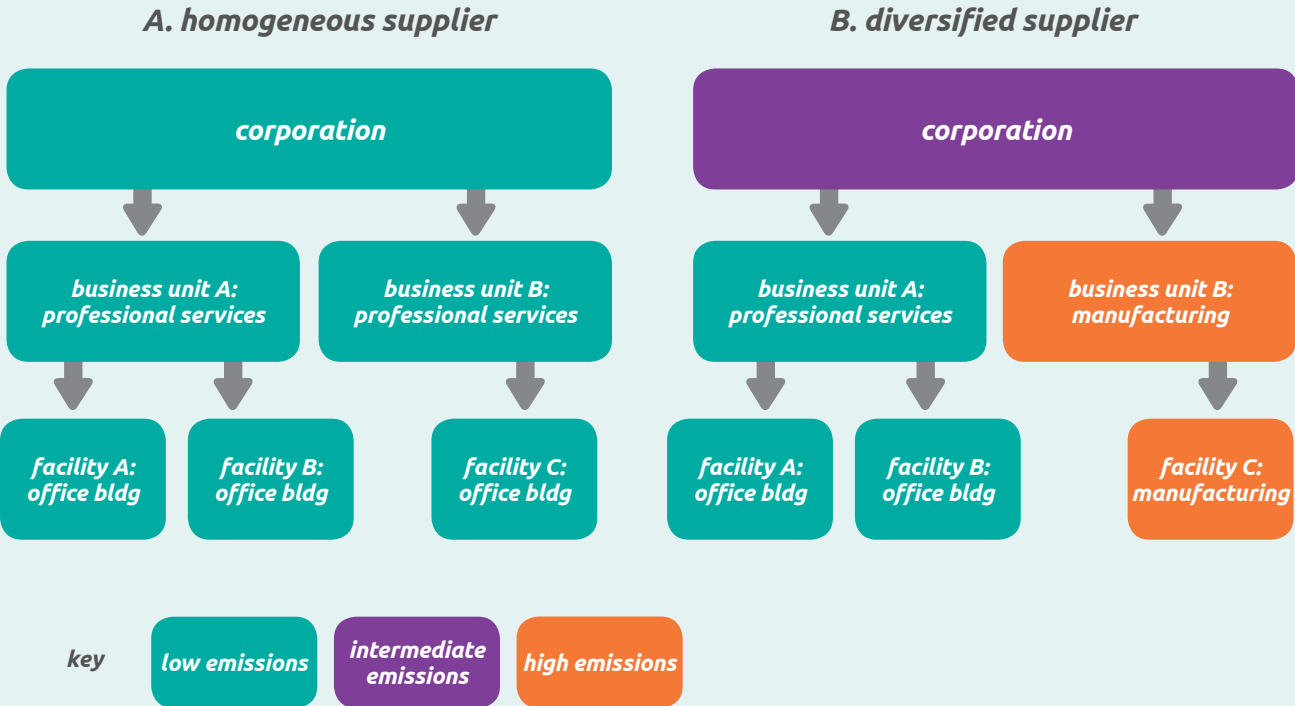 A. homogeneous supplier
B. diversified supplier
corporation
corporation
business unit A:
professional services
business unit B:
professional services
business unit A:
professional services
business unit B:
manufacturing
facility A:
office bldg
facility B:
office bldg
facility C:
office bldg
facility A:
office bldg
facility B:
office bldg
facility C:
manufacturing
key
low emissions
intermediate
emissions
high emissions